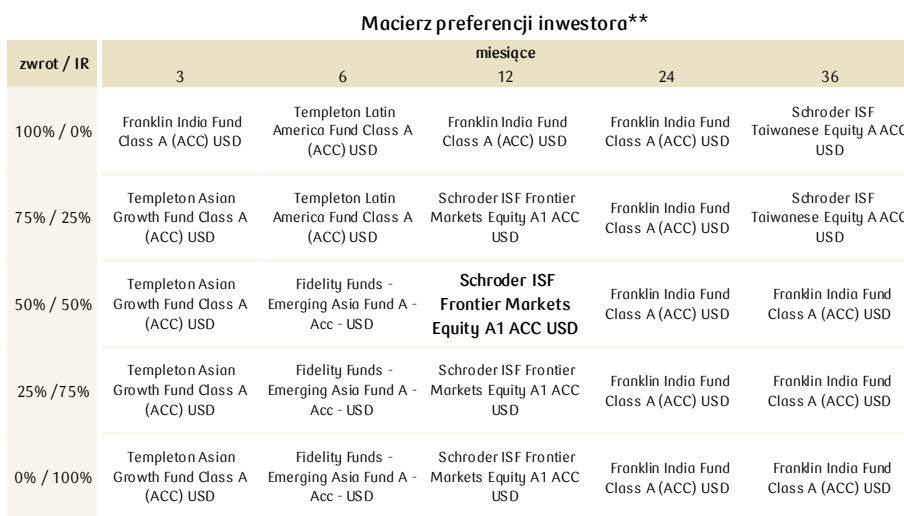 Macierz preferencji inwestora**
zwrot / IR
miesiące
3 6 12 24 36
100% / 0%
Franklin India Fund
Class A (ACC) USD
Templeton Latin
America Fund Class A
(ACC) USD
Franklin India Fund
Class A (ACC) USD
Franklin India Fund
Class A (ACC) USD
Schroder ISF
Taiwanese Equity A ACC
USD
75% / 25%
Templeton Asian
Growth Fund Class A
(ACC) USD
Templeton Latin
America Fund Class A
(ACC) USD
Schroder ISF Frontier
Markets Equity A1 ACC
USD
Franklin India Fund
Class A (ACC) USD
Schroder ISF
Taiwanese Equity A ACC
USD
50% / 50%
Templeton Asian
Growth Fund Class A
(ACC) USD
Fidelity Funds -
Emerging Asia Fund A -
Acc - USD
Schroder ISF
Frontier Markets
Equity A1 ACC USD
Franklin India Fund
Class A (ACC) USD
Franklin India Fund
Class A (ACC) USD
25% /75%
Templeton Asian
Growth Fund Class A
(ACC) USD
Fidelity Funds -
Emerging Asia Fund A -
Acc - USD
Schroder ISF Frontier
Markets Equity A1 ACC
USD
Franklin India Fund
Class A (ACC) USD
Franklin India Fund
Class A (ACC) USD
0% / 100%
Templeton Asian
Growth Fund Class A
(ACC) USD
Fidelity Funds -
Emerging Asia Fund A -
Acc - USD
Schroder ISF Frontier
Markets Equity A1 ACC
USD
Franklin India Fund
Class A (ACC) USD
Franklin India Fund
Class A (ACC) USD